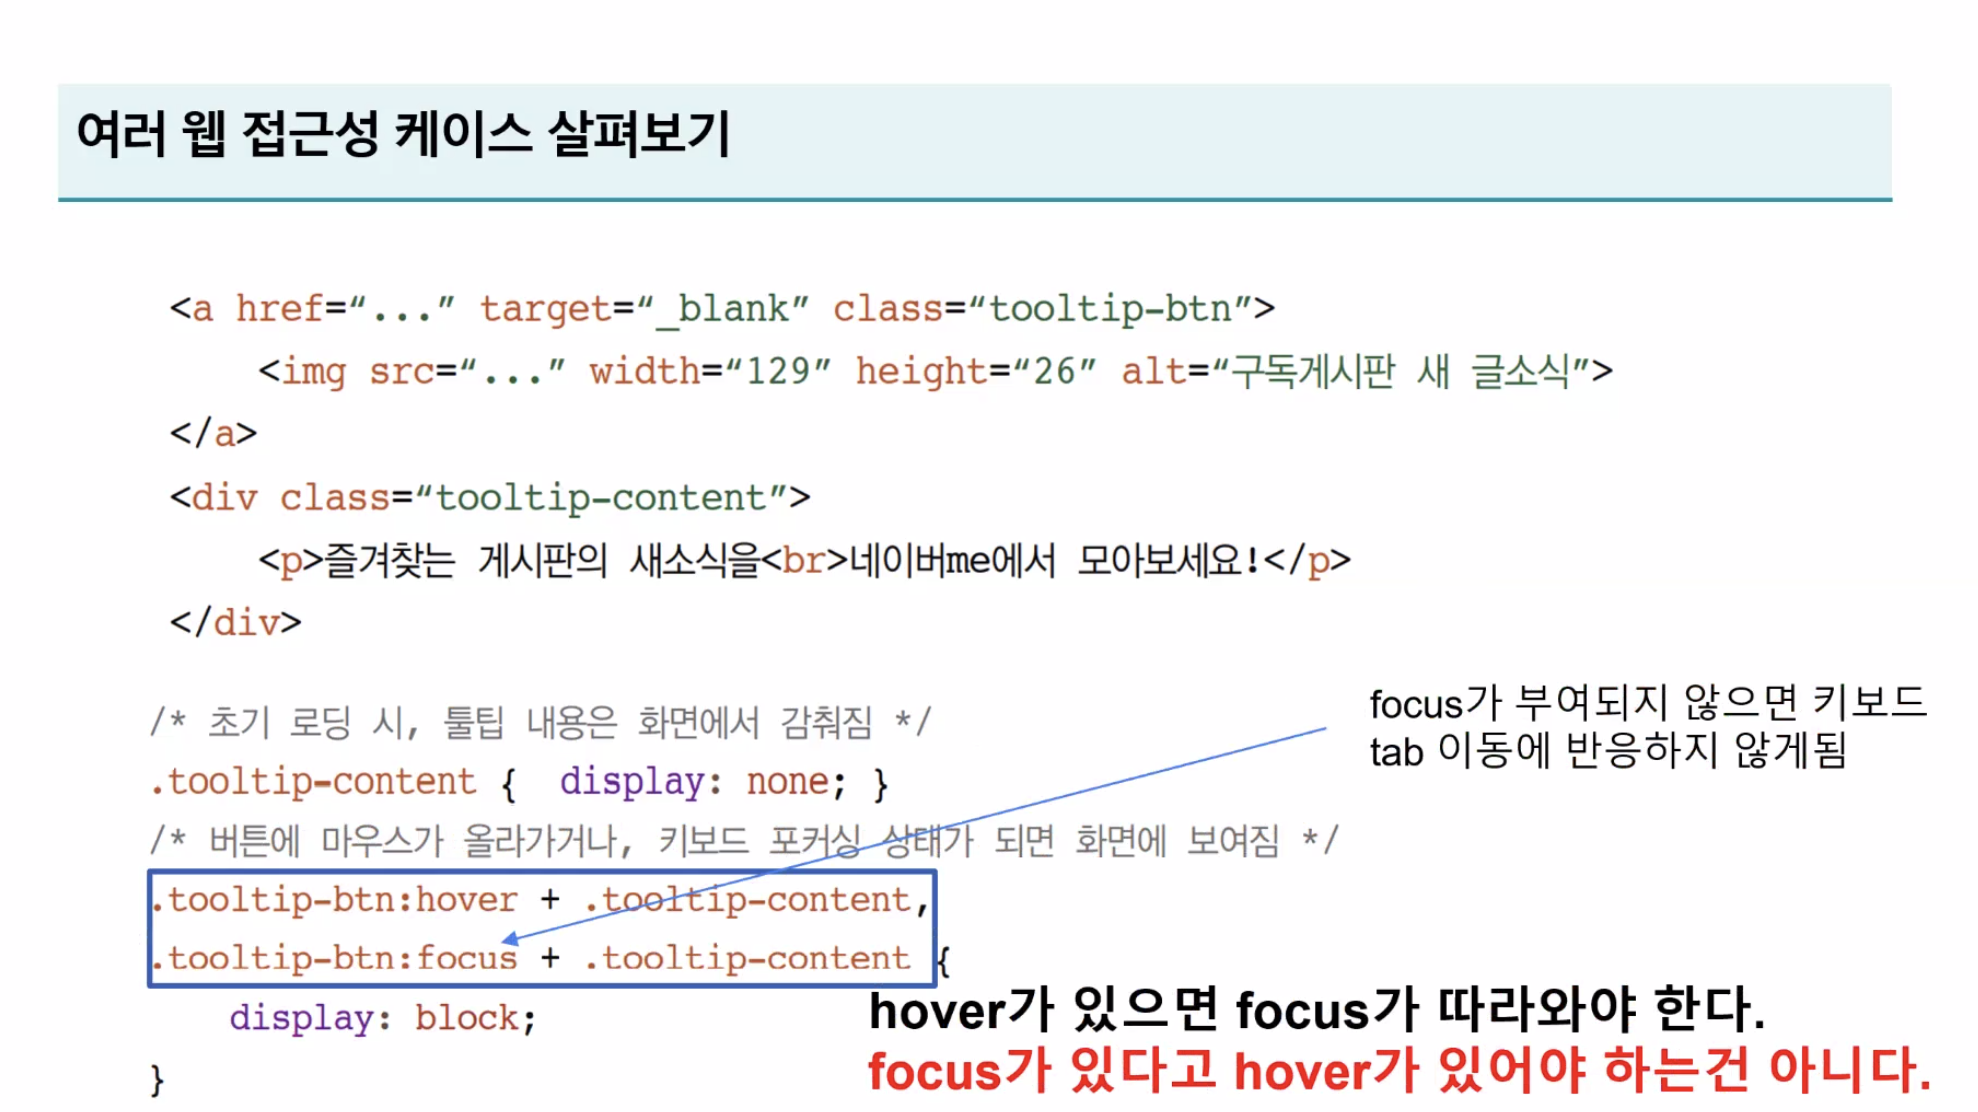 여러 웹 접근성 케이스 살펴보기
<a href=“...” target=“_blank” class=“tooltip-btn”>
<img src=“...” width=“129” height=“26” alt=“구독게시판 새 글소식”>
</a>
<div class=“tooltip-content”>
<p>즐겨찾는 게시판의 새소식을<br>네이버me에서 모아보세요!</p>
</div>
focus가 부여되지 않으면 키보드
tab 이동에 반응하지 않게됨
/* 초기 로딩 시, 툴팁 내용은 화면에서 감춰짐 */
.tooltip-content { display: none; }
/* 버튼에 마우스가 올라가거나, 키보드 포커싱 상태가 되면 화면에 보여짐 */
.tooltip-btn:hover + .tooltip-content,
.tooltip-btn:focus + .tooltip-content {
display: block;
}
hover가 있으면 focus가 따라와야 한다.
focus가 있다고 hover가 있어야 하는건 아니다.